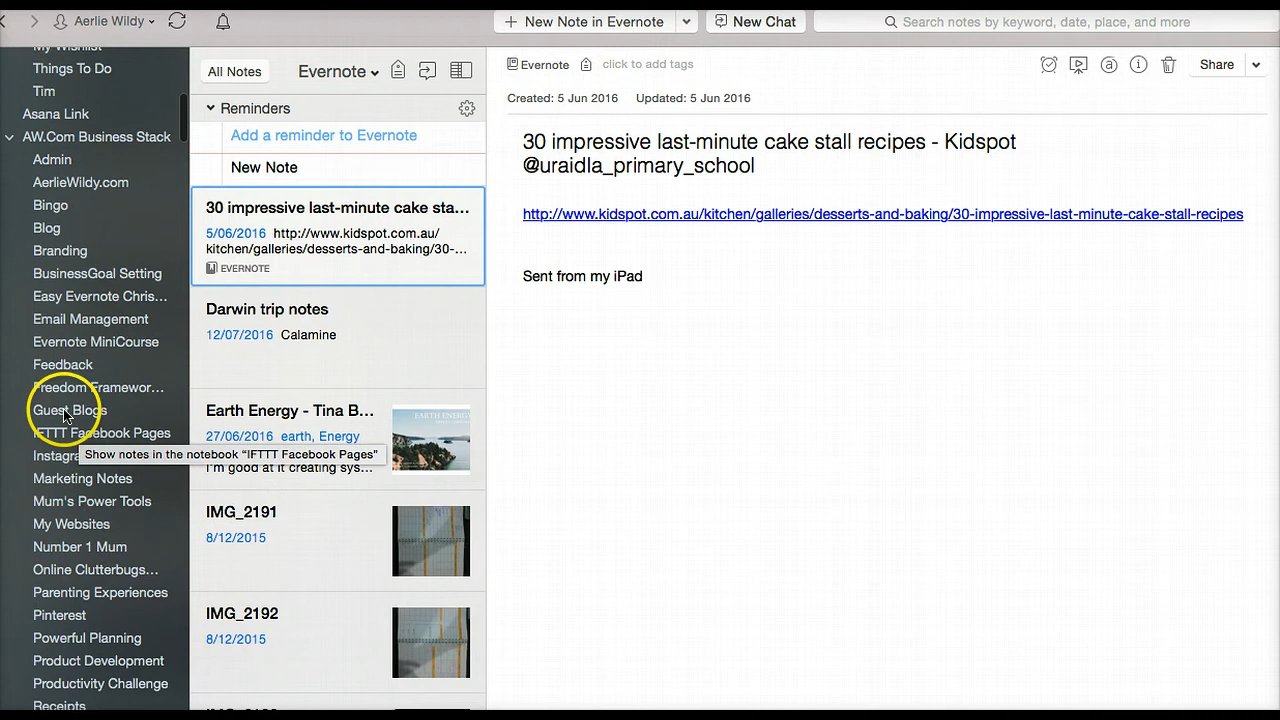 Aerlie Wildy
New Note in Evernote
New Chat
Search notes by keyword, date, place, and more
My Wishlist
Things To Do
Tim
Asana Link
AW.Com Business Stack
Admin
AerlieWildy.com
Bingo
Blog
Branding
BusinessGoal Setting
Easy Evernote Chris...
Email Management
Evernote MiniCourse
Feedback
Freedom Framewor...
Guest Blogs
IFTTT Facebook Pages
Instagra
Show notes in the notebook “IFTTT Facebook Pages”
Marketing Notes
Mum's Power Tools
My Websites
Number 1 Mum
Online Clutterbugs...
Parenting Experiences
Pinterest
Powerful Planning
Product Development
Productivity Challenge
Receipts
All Notes
Evernote
Reminders
Add a reminder to Evernote
New Note
30 impressive last-minute cake sta...
5/06/2016 http://www.kidspot.com.au/
kitchen/galleries/desserts-and-baking/30-...
EVERNOTE
Darwin trip notes
12/07/2016 Calamine
Earth Energy - Tina B...
27/06/2016 earth, Energy
I'm good at it creating sys...
EARTH ENERGY
IMG_2191
8/12/2015
IMG_2192
8/12/2015
Evernote
click to add tags
Share
Created: 5 Jun 2016 Updated: 5 Jun 2016
30 impressive last-minute cake stall recipes - Kidspot
@uraidla_primary_school
http://www.kidspot.com.au/kitchen/galleries/desserts-and-baking/30-impressive-last-minute-cake-stall-recipes
Sent from my iPad